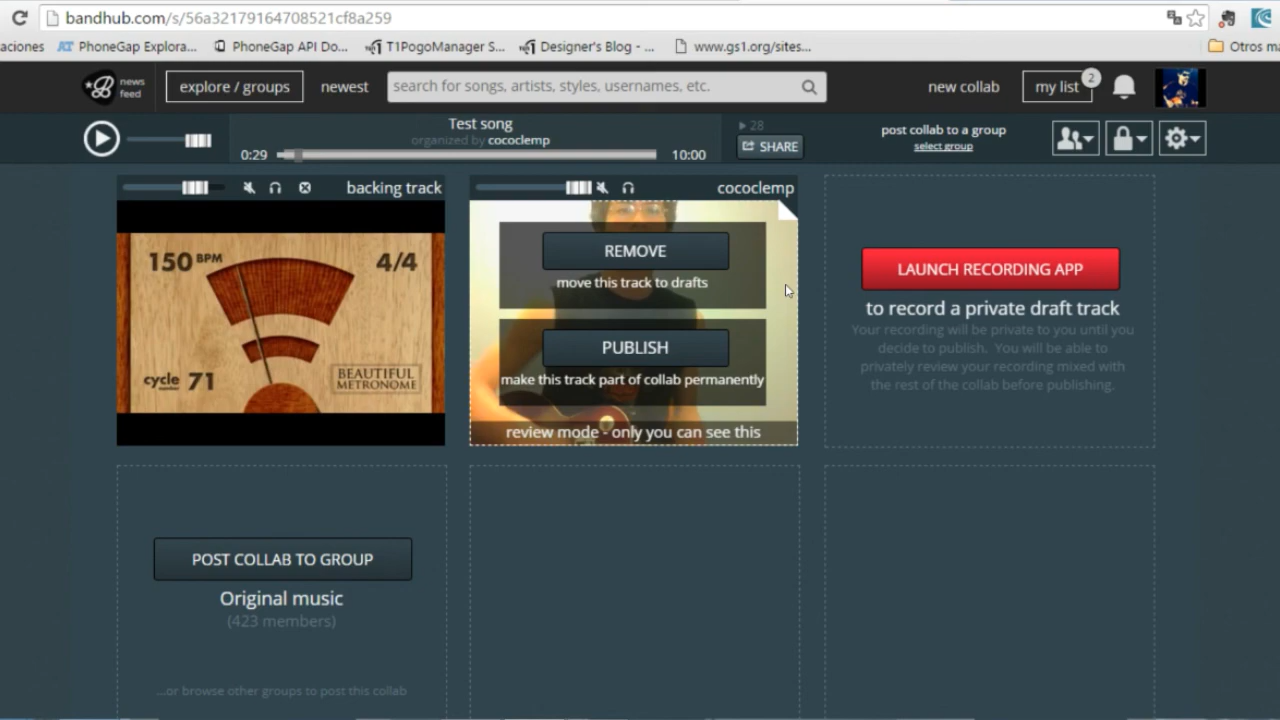 bandhub.com/s/56a32179164708521cf8a259
aciones
PhoneGap Explora...
PhoneGap API Do...
T1PogoManager S...
Designer's Blog - ...
www.gs1.org/sites...
Otros ma
news
feed
explore / groups
newest
search for songs, artists, styles, usernames, etc.
new collab
my list
2
Test song
organized by cococlemp
0:29
10:00
28
SHARE
post collab to a group
select group
backing track
cococlemp
150 BPM
4/4
cycle
number
71
BEAUTIFUL
METRONOME
REMOVE
move this track to drafts
PUBLISH
make this track part of collab permanently
review mode - only you can see this
LAUNCH RECORDING APP
to record a private draft track
Your recording will be private to you until you
decide to publish. You will be able to
privately review your recording mixed with
the rest of the collab before publishing.
POST COLLAB TO GROUP
Original music
(423 members)
...or browse other groups to post this collab